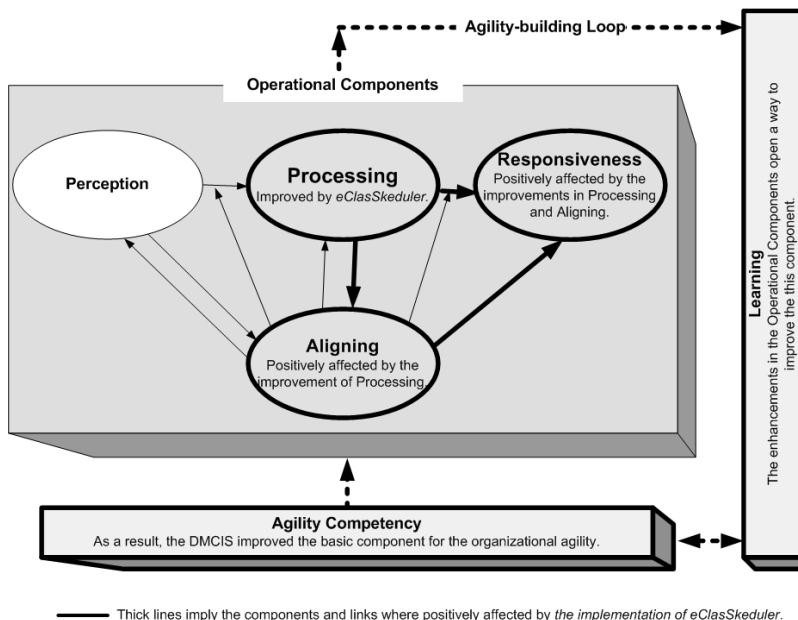 Agility-building Loop
Operational Components
Perception
Processing
Improved by eClasSkeduler.
Responsiveness
Positively affected by the
improvements in Processing
and Aligning.
Aligning
Positively affected by the
improvement of Processing.
Learning
The enhancements in the Operational Components open a way to
improve the this component.
Agility Competency
As a result, the DMCIS improved the basic component for the organizational agility.
Thick lines imply the components and links where positively affected by the implementation of eClasSkeduler.